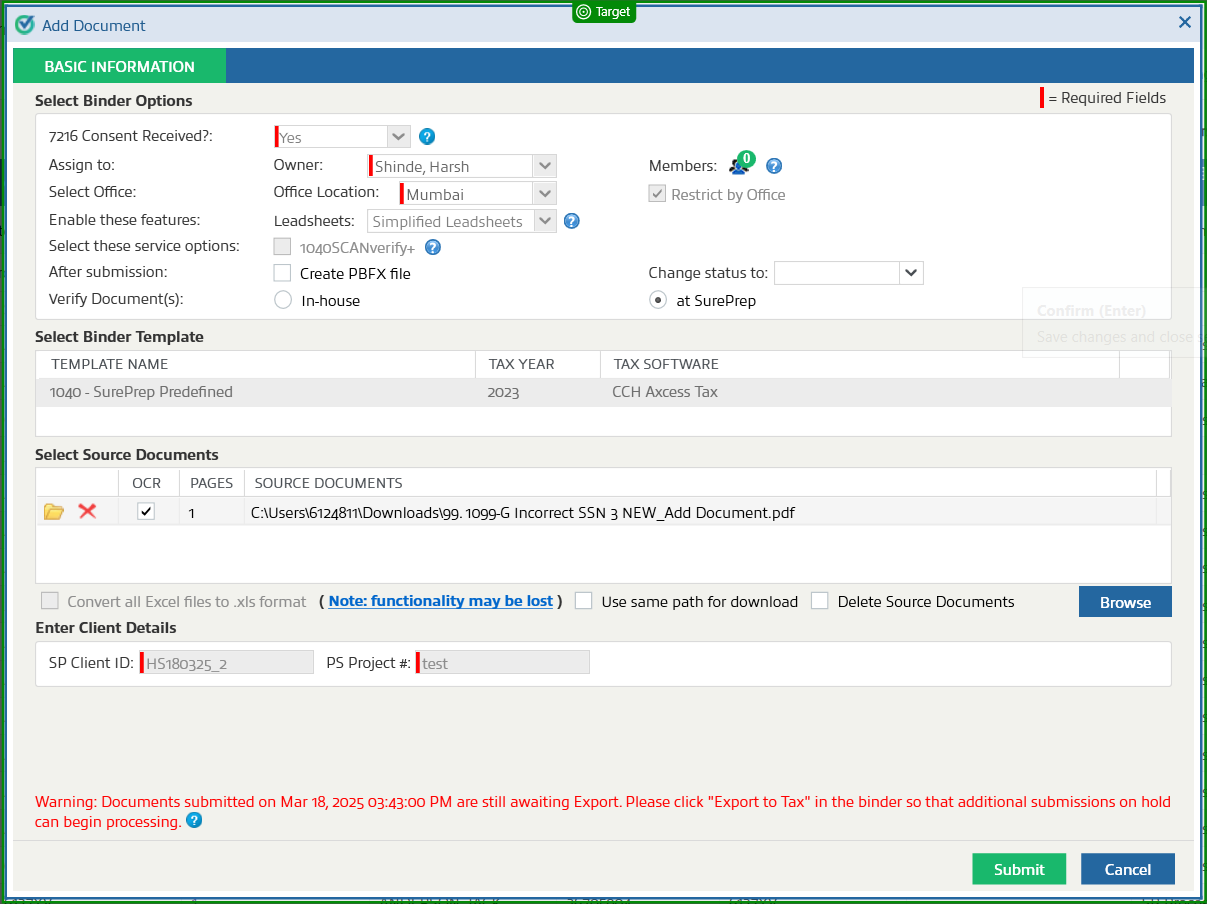 Target
Add Document
BASIC INFORMATION
Select Binder Options
= Required Fields
7216 Consent Received?: Yes ?
Assign to: Owner: Shinde, Harsh Members: 0 ?
Select Office: Office Location: Mumbai Restrict by Office
Enable these features: Leadsheets: Simplified Leadsheets ?
Select these service options: 1040SCANverify+ ?
After submission: Create PBFX file Change status to:
Verify Document(s): In-house at SurePrep
Confirm (Enter)
Save changes and close
Select Binder Template
TEMPLATE NAME TAX YEAR TAX SOFTWARE
1040 - SurePrep Predefined 2023 CCH Axcess Tax
Select Source Documents
OCR PAGES SOURCE DOCUMENTS
1 C:\Users\6124811\Downloads\99. 1099-G Incorrect SSN 3 NEW_Add Document.pdf
Convert all Excel files to .xls format ( Note: functionality may be lost ) Use same path for download Delete Source Documents Browse
Enter Client Details
SP Client ID: HS180325_2 PS Project #: test
Warning: Documents submitted on Mar 18, 2025 03:43:00 PM are still awaiting Export. Please click "Export to Tax" in the binder so that additional submissions on hold
can begin processing. ?
Submit Cancel